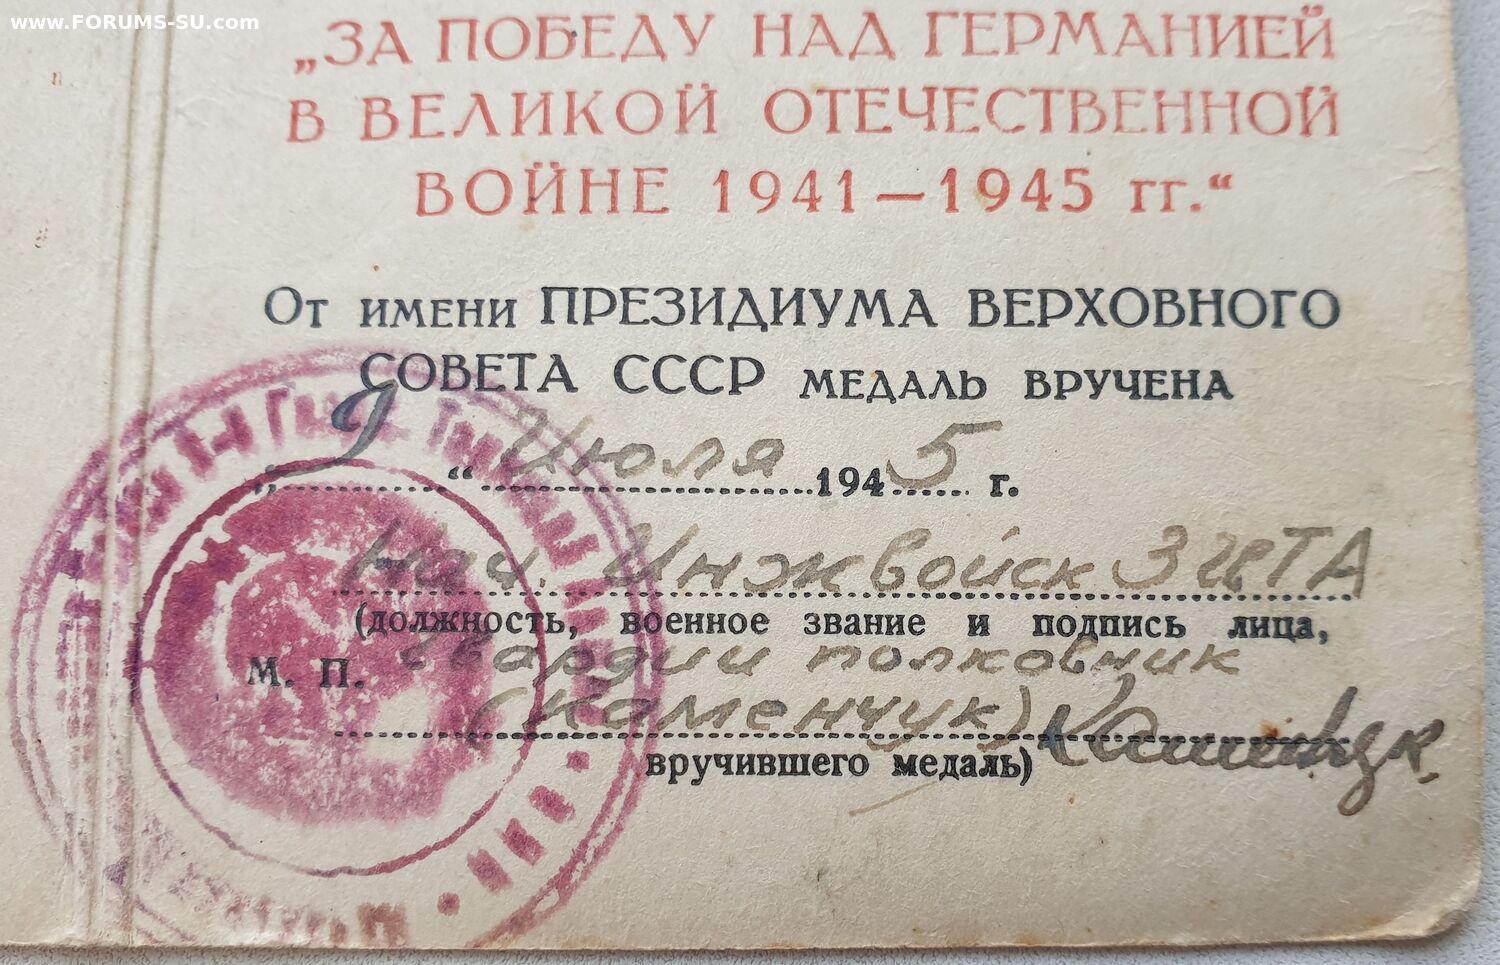 www.FORUMS-SU.com
„ЗА ПОБЕДУ НАД ГЕРМАНИЕЙ
В ВЕЛИКОЙ ОТЕЧЕСТВЕННОЙ
ВОЙНЕ 1941—1945 гг.“
От имени ПРЕЗИДИУМА ВЕРХОВНОГО
СОВЕТА СССР медаль вручена
„9“ Июля 1945 г.
Нач. Инж войск 3 ГвТА
(должность, военное звание и подпись лица,
гвардии полковник
М. П.
(Каменчук)
вручившего медаль)